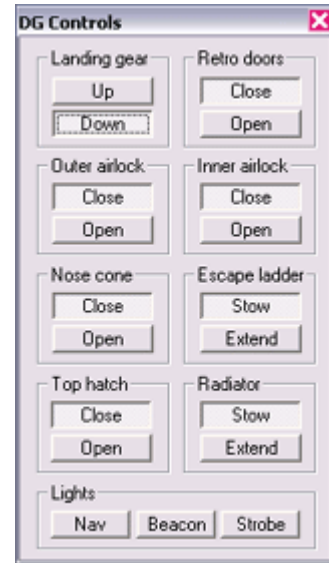 DG Controls
Landing gear
Up
Down
Retro doors
Close
Open
Outer airlock
Close
Open
Inner airlock
Close
Open
Nose cone
Close
Open
Escape ladder
Stow
Extend
Top hatch
Close
Open
Radiator
Stow
Extend
Lights
Nav Beacon Strobe